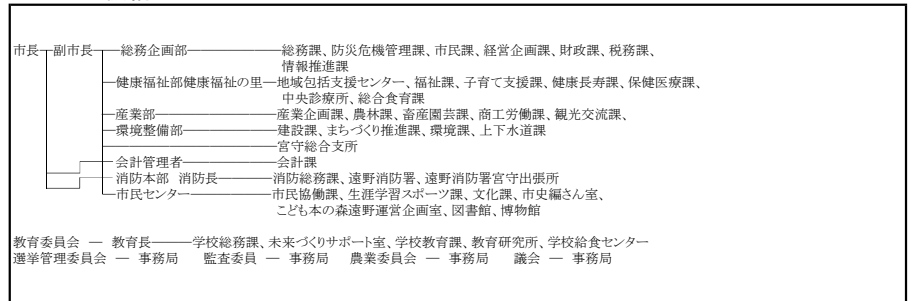 市長 副市長 総務企画部 総務課、防災危機管理課、市民課、経営企画課、財政課、税務課、
情報推進課
健康福祉部健康福祉の里 地域包括支援センター、福祉課、子育て支援課、健康長寿課、保健医療課、
中央診療所、総合食育課
産業部 産業企画課、農林課、畜産園芸課、商工労働課、観光交流課、
環境整備部 建設課、まちづくり推進課、環境課、上下水道課
宮守総合支所
会計管理者 会計課
消防本部 消防長 消防総務課、遠野消防署、遠野消防署宮守出張所
市民センター 市民協働課、生涯学習スポーツ課、文化課、市史編さん室、
こども本の森遠野運営企画室、図書館、博物館
教育委員会 ― 教育長 学校総務課、未来づくりサポート室、学校教育課、教育研究所、学校給食センター
選挙管理委員会 ― 事務局 監査委員 ― 事務局 農業委員会 ― 事務局 議会 ― 事務局